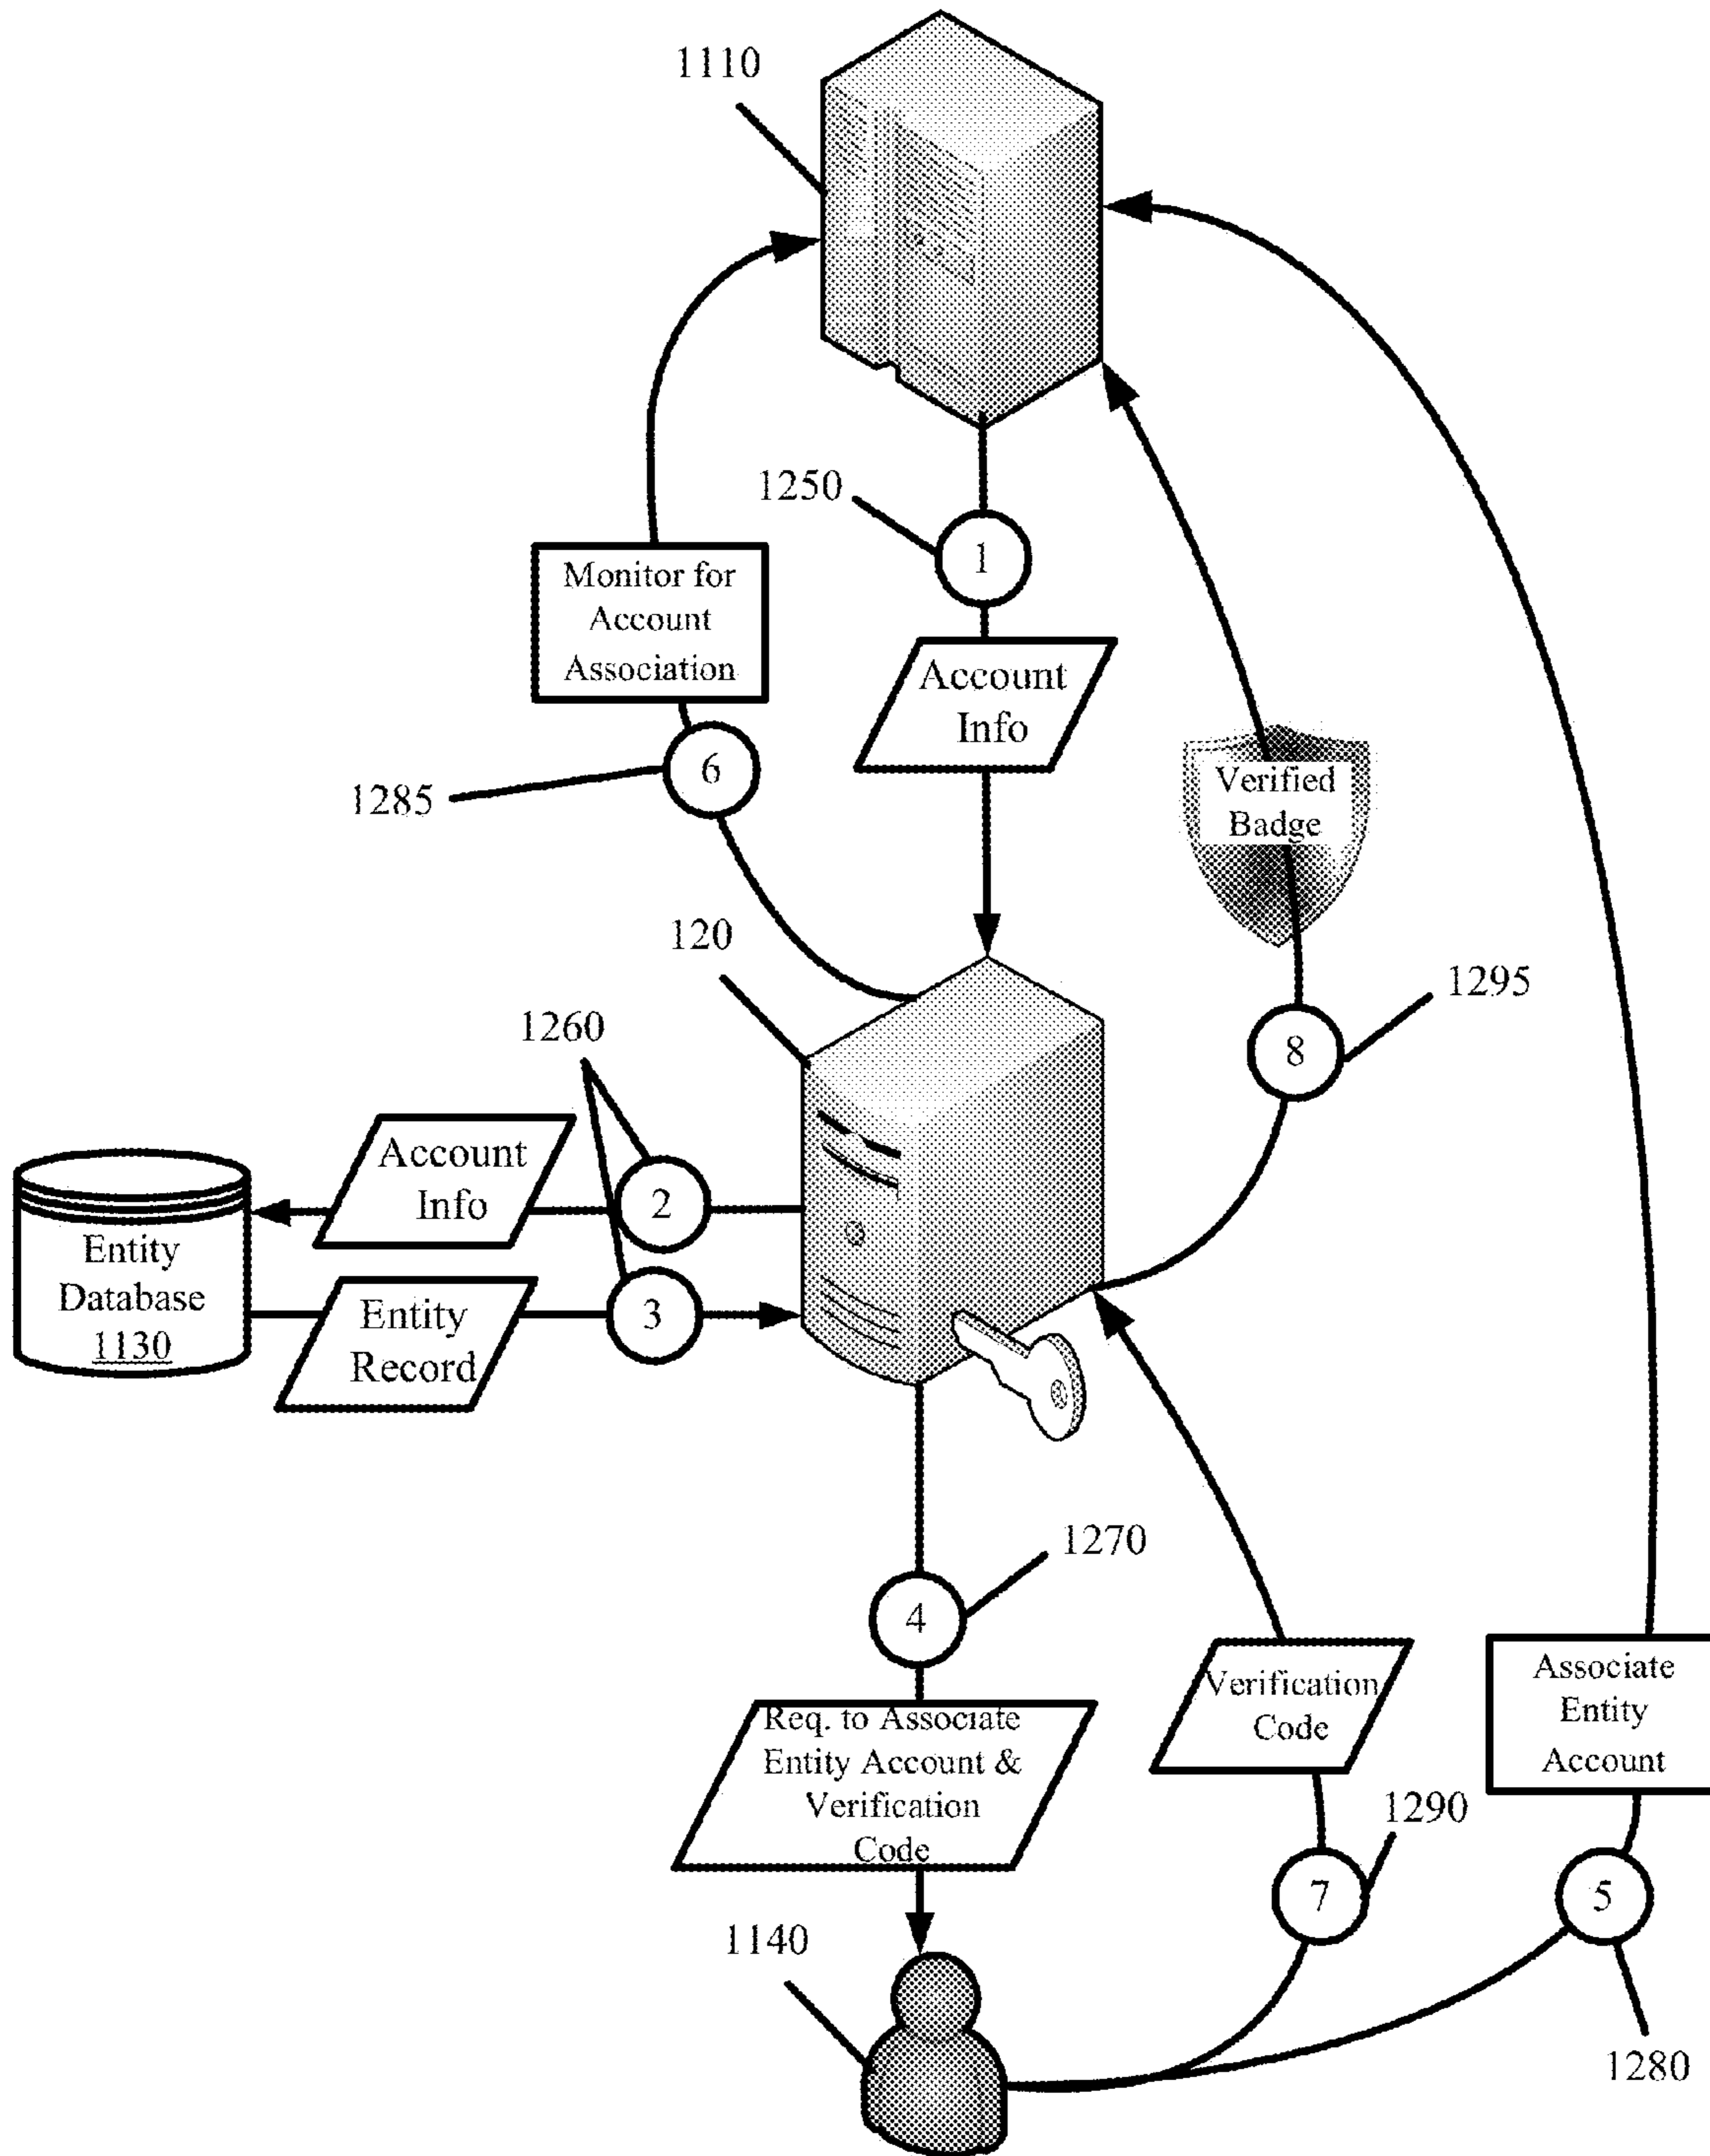 1110
1250
1
Monitor for
Account
Association
Account
Info
6
1285
Verified
Badge
120
1295
8
1260
Account
Info
2
Entity
Database
1130
Entity
Record
3
1270
4
Req. to Associate
Entity Account &
Verification
Code
Verification
Code
Associate
Entity
Account
1290
7
5
1140
1280